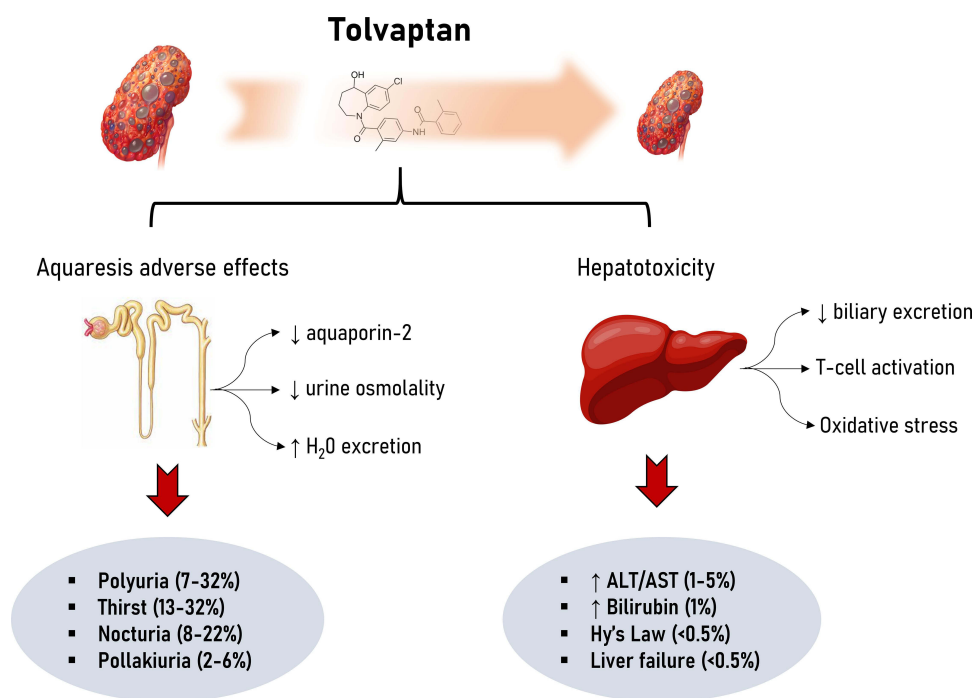 Tolvaptan
OH
Cl
N
O
NH
O
Aquaresis adverse effects
↓ aquaporin-2
↓ urine osmolality
↑ H₂0 excretion
▪ Polyuria (7-32%)
▪ Thirst (13-32%)
▪ Nocturia (8-22%)
▪ Pollakiuria (2-6%)
Hepatotoxicity
↓ biliary excretion
T-cell activation
Oxidative stress
▪ ↑ ALT/AST (1-5%)
▪ ↑ Bilirubin (1%)
▪ Hy's Law (<0.5%)
▪ Liver failure (<0.5%)